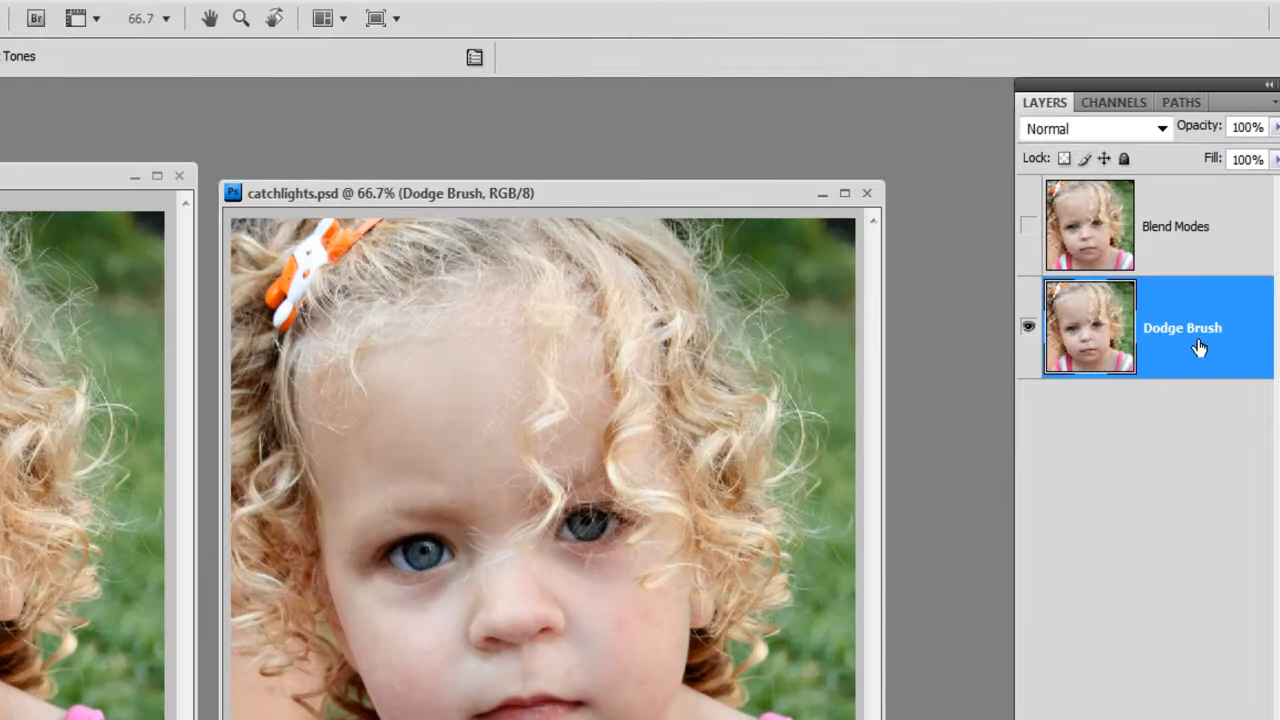 Br
66.7
Tones
LAYERS CHANNELS PATHS
Normal Opacity: 100%
Lock: Fill: 100%
Ps catchlights.psd @ 66.7% (Dodge Brush, RGB/8)
Blend Modes
Dodge Brush